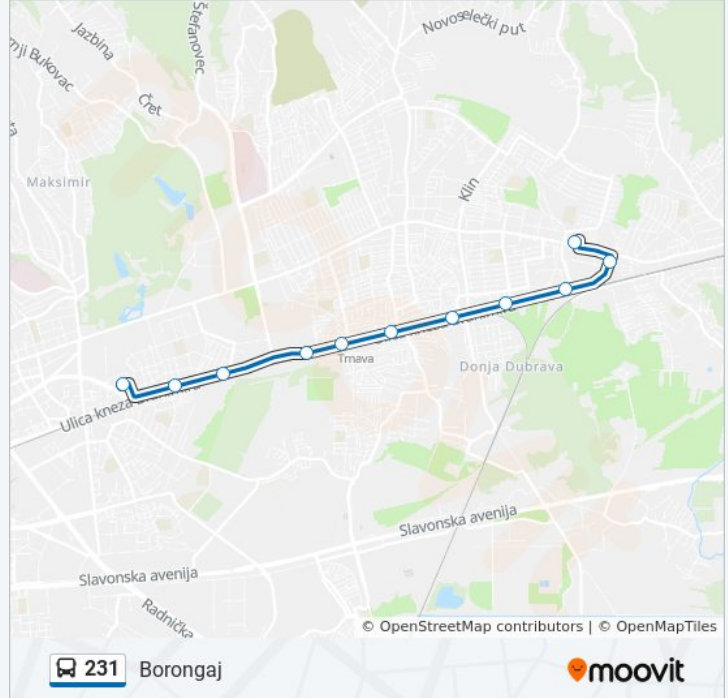 Štefanovec
Novoselečki put
Jazbina
Bukovac
Čret
Maksimir
Klin
Trnava
Donja Dubrava
Ulica kneza
Slavonska avenija
Slavonska avenija
Radnička
© OpenStreetMap contributors | © OpenMapTiles
231 Borongaj
moovit